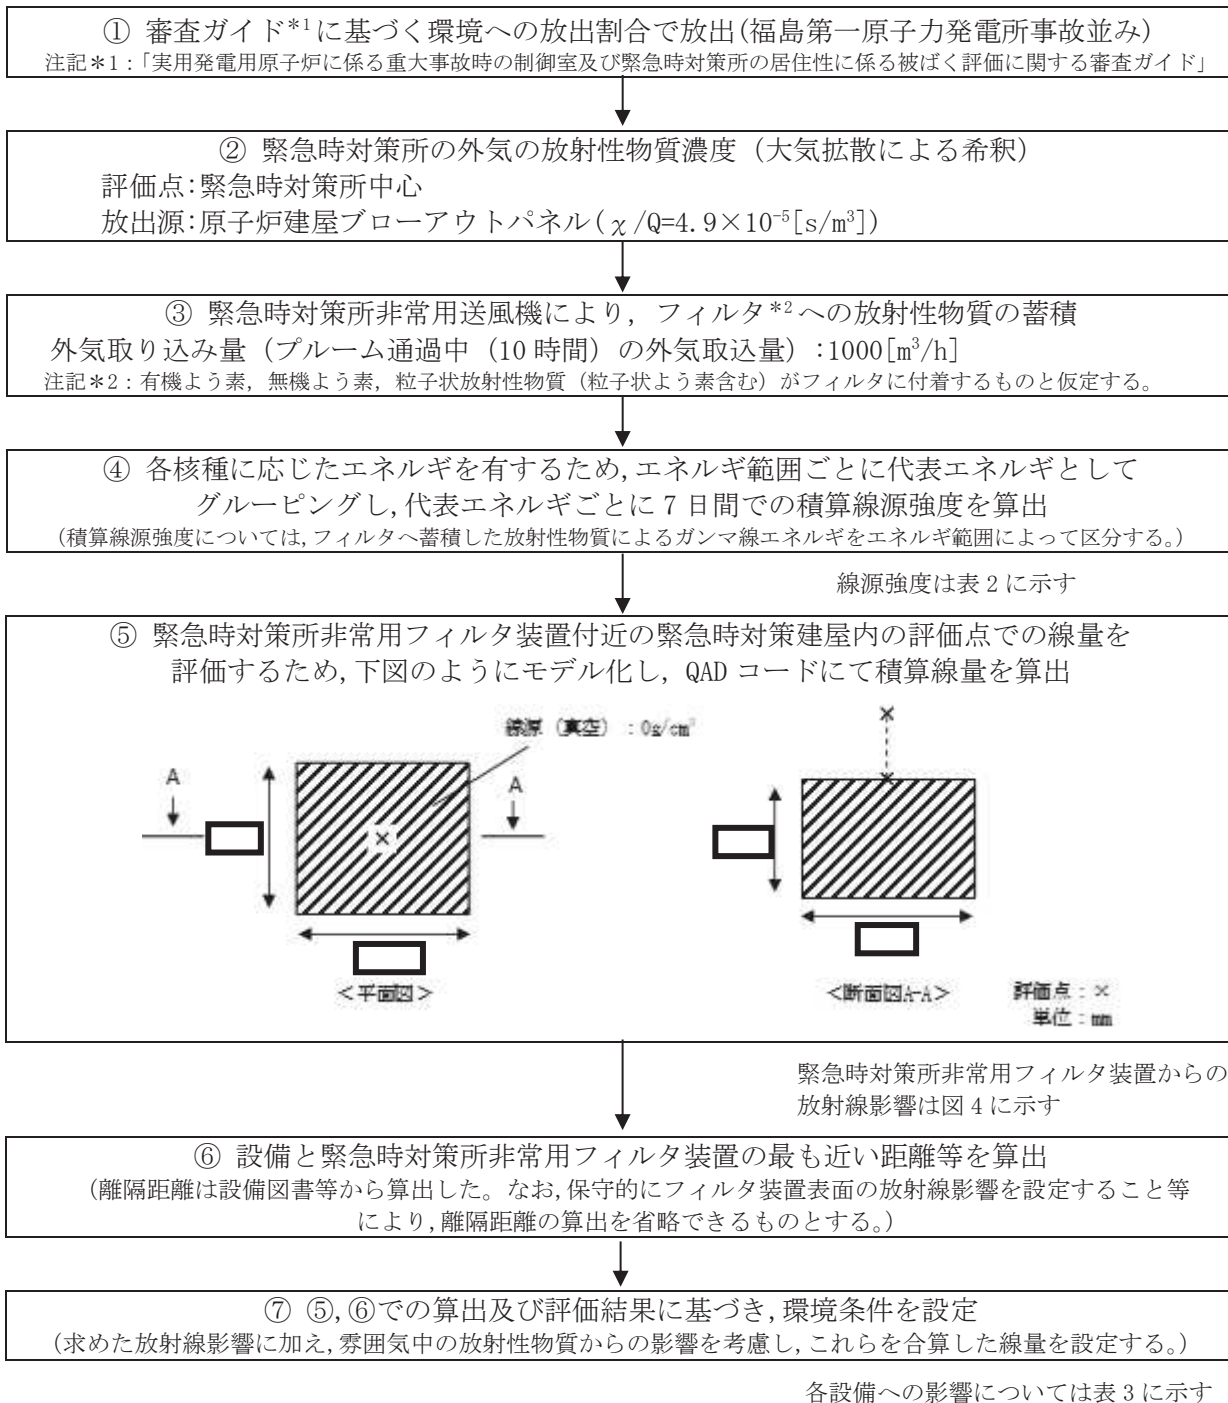 ① 審査ガイド*1に基づく環境への放出割合で放出(福島第一原子力発電所事故並み)
注記*1:「実用発電用原子炉に係る重大事故時の制御室及び緊急時対策所の居住性に係る被ばく評価に関する審査ガイド」
② 緊急時対策所の外気の放射性物質濃度（大気拡散による希釈）
評価点:緊急時対策所中心
放出源:原子炉建屋ブローアウトパネル(χ/Q=4.9×10⁻⁵[s/m³])
③ 緊急時対策所非常用送風機により，フィルタ*2への放射性物質の蓄積
外気取り込み量（プルーム通過中（10時間）の外気取込量）:1000[m³/h]
注記*2:有機よう素，無機よう素，粒子状放射性物質（粒子状よう素含む）がフィルタに付着するものと仮定する。
④ 各核種に応じたエネルギを有するため,エネルギ範囲ごとに代表エネルギとして
グルーピングし,代表エネルギごとに7日間での積算線源強度を算出
(積算線源強度については,フィルタへ蓄積した放射性物質によるガンマ線エネルギをエネルギ範囲によって区分する。)
線源強度は表2に示す
⑤ 緊急時対策所非常用フィルタ装置付近の緊急時対策建屋内の評価点での線量を
評価するため,下図のようにモデル化し，QADコードにて積算線量を算出
線源（真空）:0g/cm³
A
A
<平面図>
<断面図A-A>
評価点:×
単位:mm
緊急時対策所非常用フィルタ装置からの
放射線影響は図4に示す
⑥ 設備と緊急時対策所非常用フィルタ装置の最も近い距離等を算出
(離隔距離は設備図書等から算出した。なお,保守的にフィルタ装置表面の放射線影響を設定すること等
により,離隔距離の算出を省略できるものとする。)
⑦ ⑤,⑥での算出及び評価結果に基づき,環境条件を設定
(求めた放射線影響に加え,雰囲気中の放射性物質からの影響を考慮し,これらを合算した線量を設定する。)
各設備への影響については表3に示す